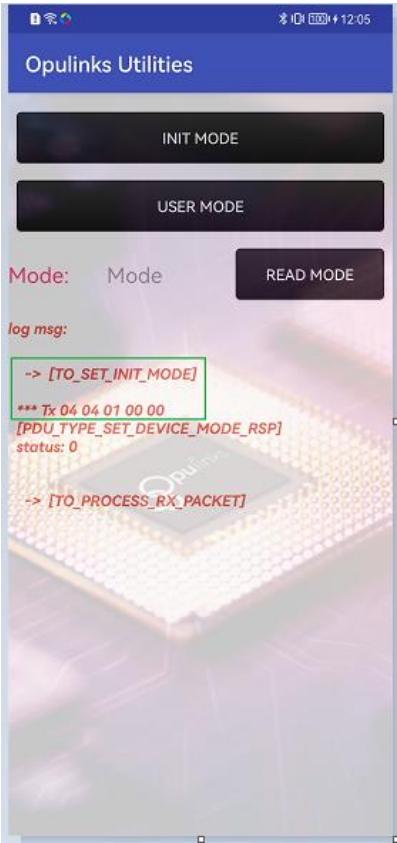 100 12:05
Opulinks Utilities
INIT MODE
USER MODE
Mode: Mode READ MODE
log msg:
-> [TO_SET_INIT_MODE]
*** Tx 04 04 01 00 00
[PDU_TYPE_SET_DEVICE_MODE_RSP]
status: 0
Opulinks
-> [TO_PROCESS_RX_PACKET]